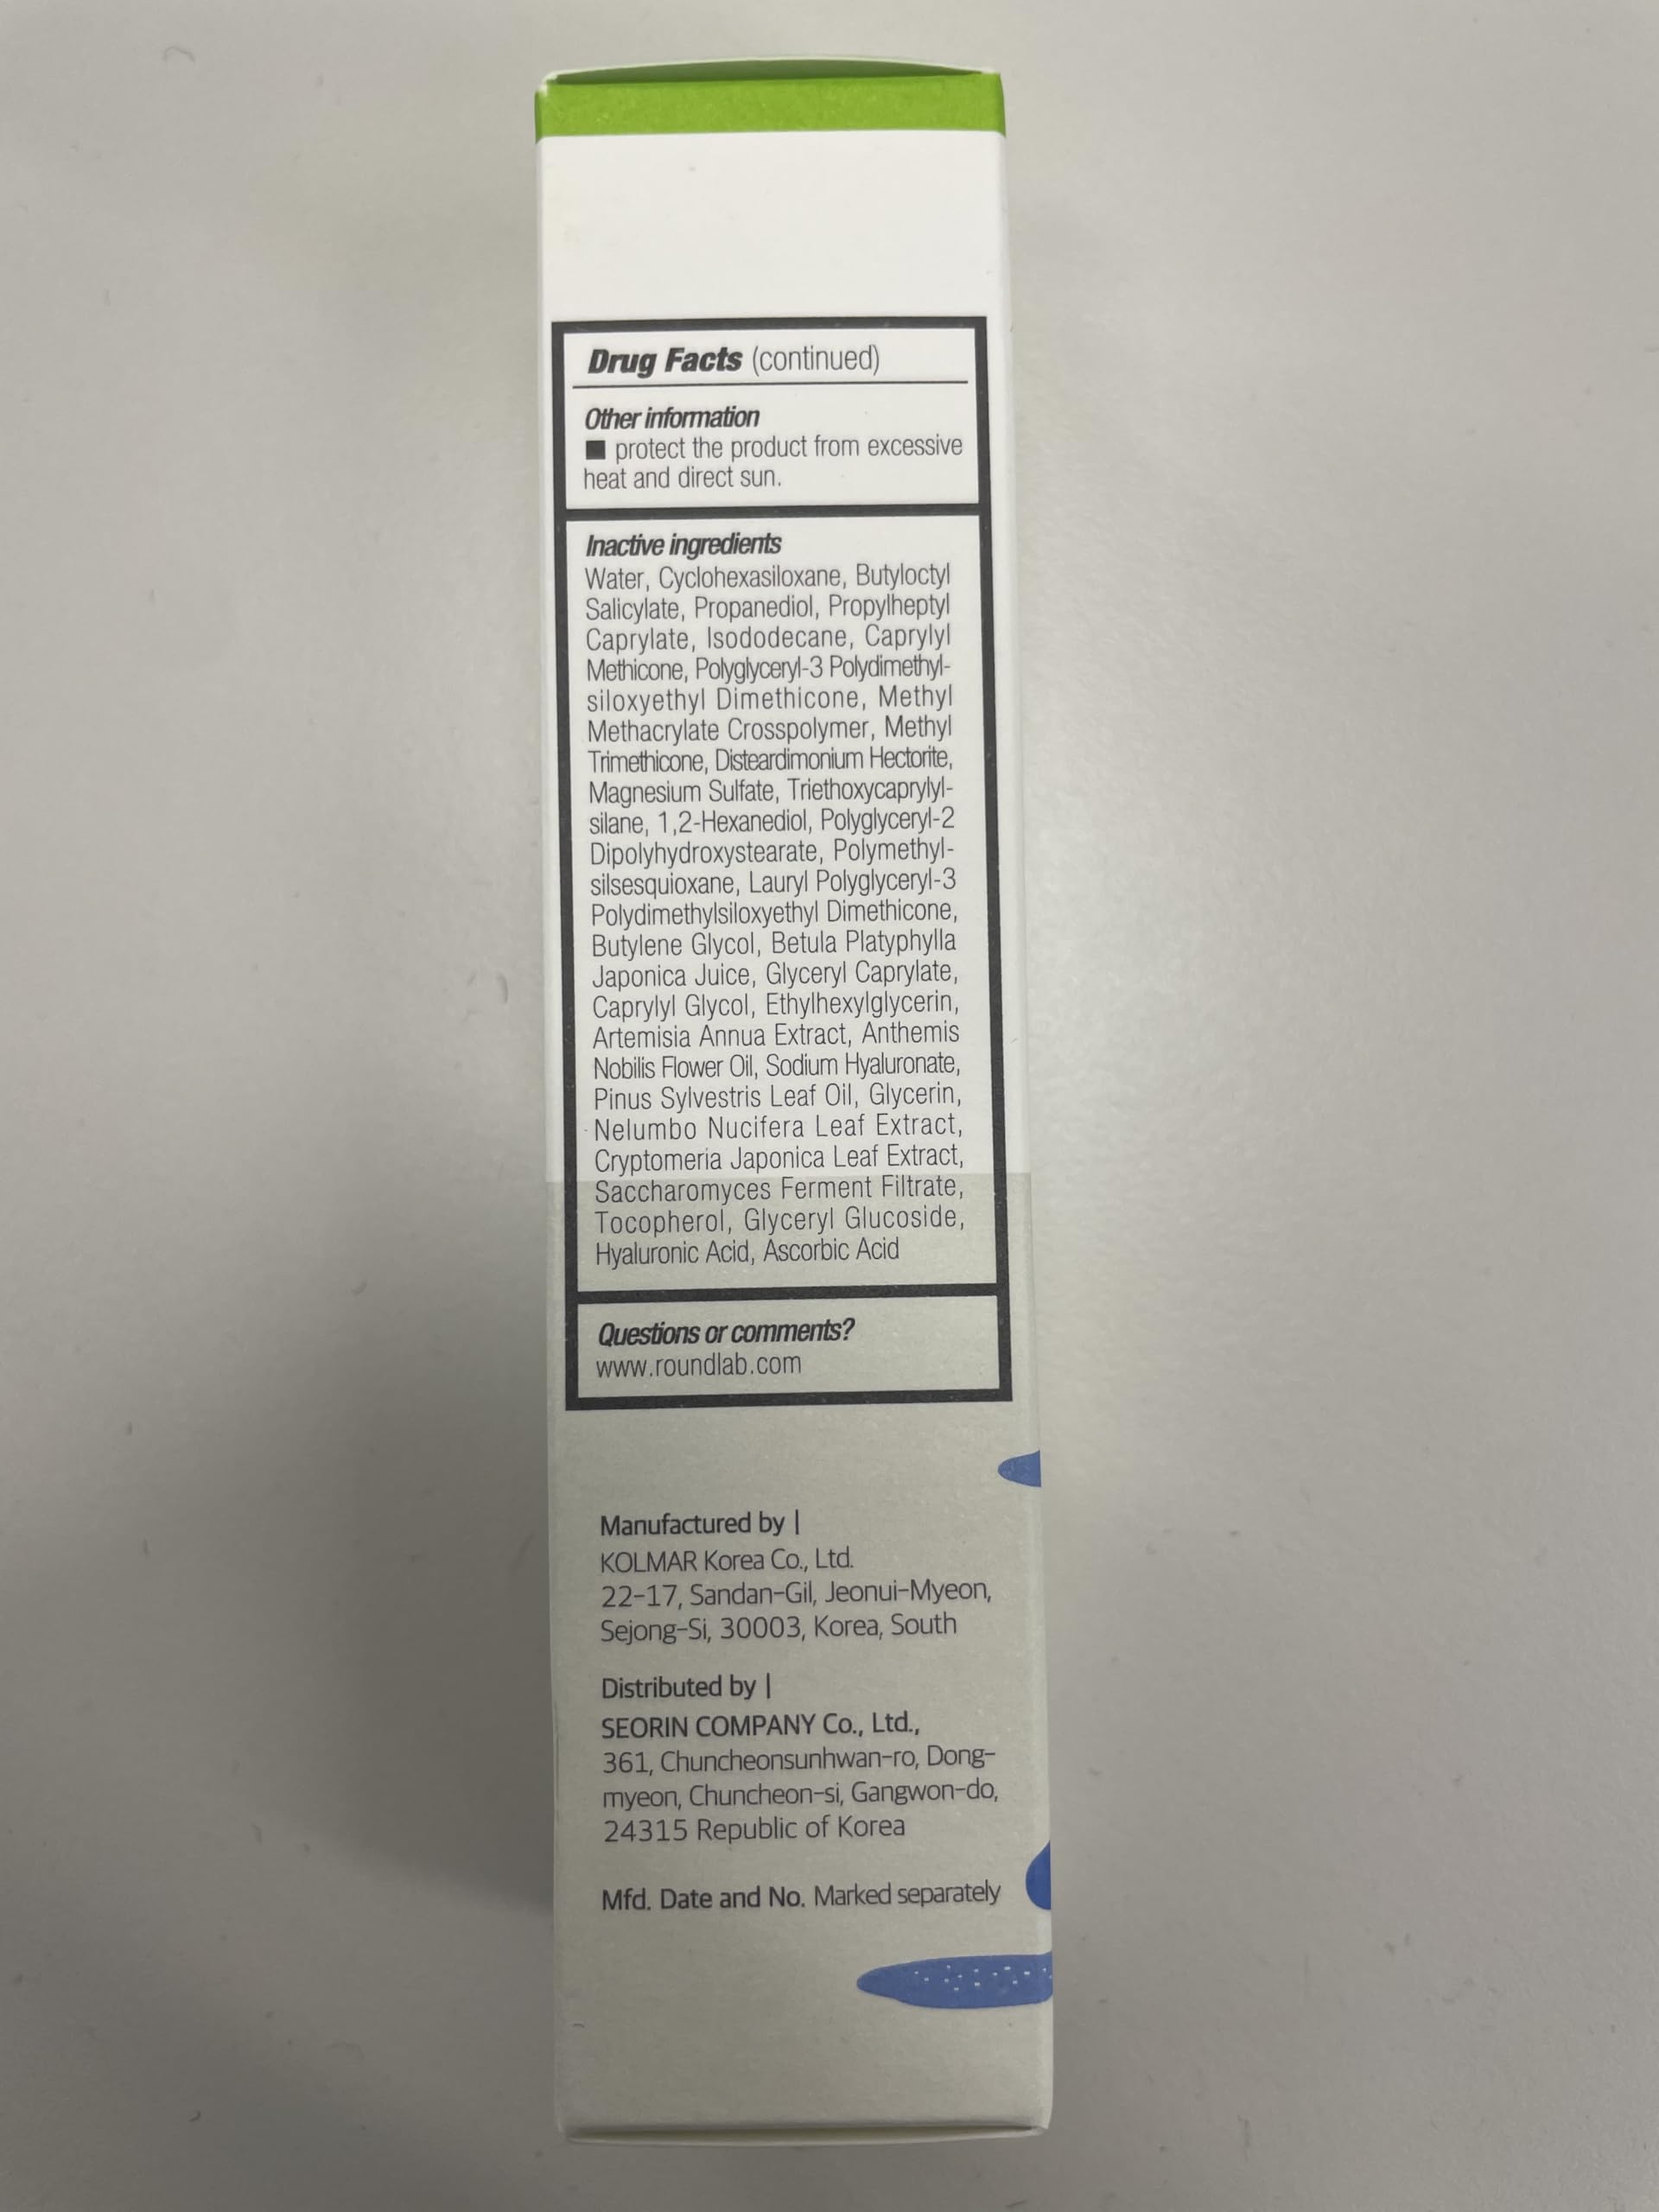 Drug Facts (continued)
Other information
■ protect the product from excessive
heat and direct sun.
Inactive ingredients
Water, Cyclohexasiloxane, Butyloctyl
Salicylate, Propanediol, Propylheptyl
Caprylate, Isododecane, Caprylyl
Methicone, Polyglyceryl-3 Polydimethyl-
siloxyethyl Dimethicone, Methyl
Methacrylate Crosspolymer, Methyl
Trimethicone, Disteardimonium Hectorite,
Magnesium Sulfate, Triethoxycaprylyl-
silane, 1,2-Hexanediol, Polyglyceryl-2
Dipolyhydroxystearate, Polymethyl-
silsesquioxane, Lauryl Polyglyceryl-3
Polydimethylsiloxyethyl Dimethicone,
Butylene Glycol, Betula Platyphylla
Japonica Juice, Glyceryl Caprylate,
Caprylyl Glycol, Ethylhexylglycerin,
Artemisia Annua Extract, Anthemis
Nobilis Flower Oil, Sodium Hyaluronate,
Pinus Sylvestris Leaf Oil, Glycerin,
Nelumbo Nucifera Leaf Extract,
Cryptomeria Japonica Leaf Extract,
Saccharomyces Ferment Filtrate,
Tocopherol, Glyceryl Glucoside,
Hyaluronic Acid, Ascorbic Acid
Questions or comments?
www.roundlab.com
Manufactured by |
KOLMAR Korea Co., Ltd.
22-17, Sandan-Gil, Jeonui-Myeon,
Sejong-Si, 30003, Korea, South
Distributed by |
SEORIN COMPANY Co., Ltd.,
361, Chuncheonsunhwan-ro, Dong-
myeon, Chuncheon-si, Gangwon-do,
24315 Republic of Korea
Mfd. Date and No. Marked separately